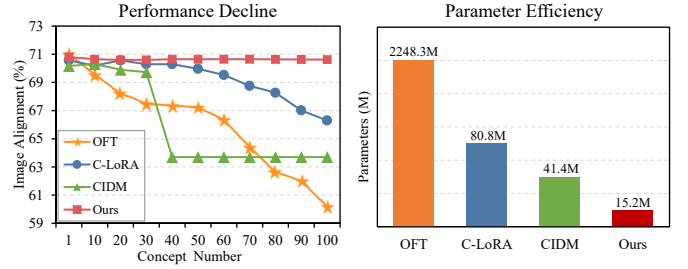 Performance Decline
Image Alignment (%)
71
69
67
65
63
61
59
OFT
C-LoRA
CIDM
Ours
1 10 20 30 40 50 60 70 80 90 100
Concept Number
Parameter Efficiency
Parameters (M)
2248.3M
80.8M
41.4M
15.2M
OFT C-LoRA CIDM Ours